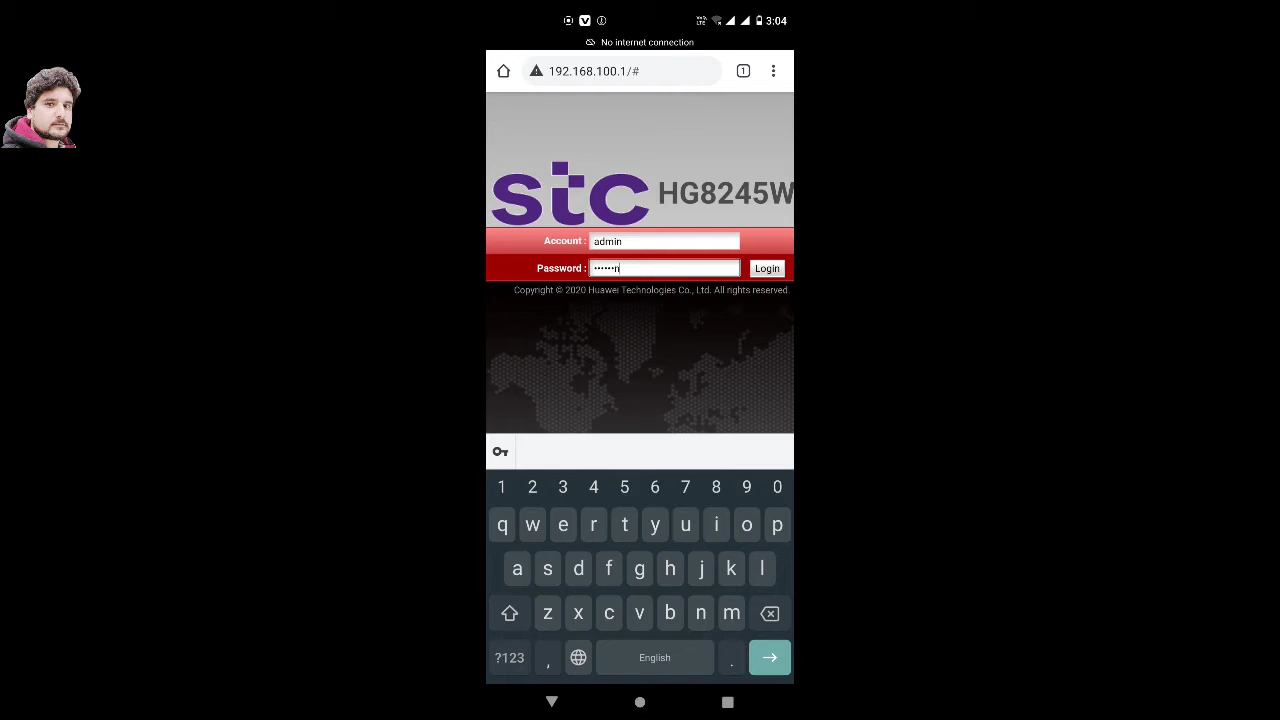 VoLTE 3:04
No internet connection
192.168.100.1/# 1
stc HG8245W
Account : admin
Password : ••••••n Login
Copyright © 2020 Huawei Technologies Co., Ltd. All rights reserved.
1 2 3 4 5 6 7 8 9 0
q w e r t y u i o p
a s d f g h j k l
z x c v b n m
?123 , English .